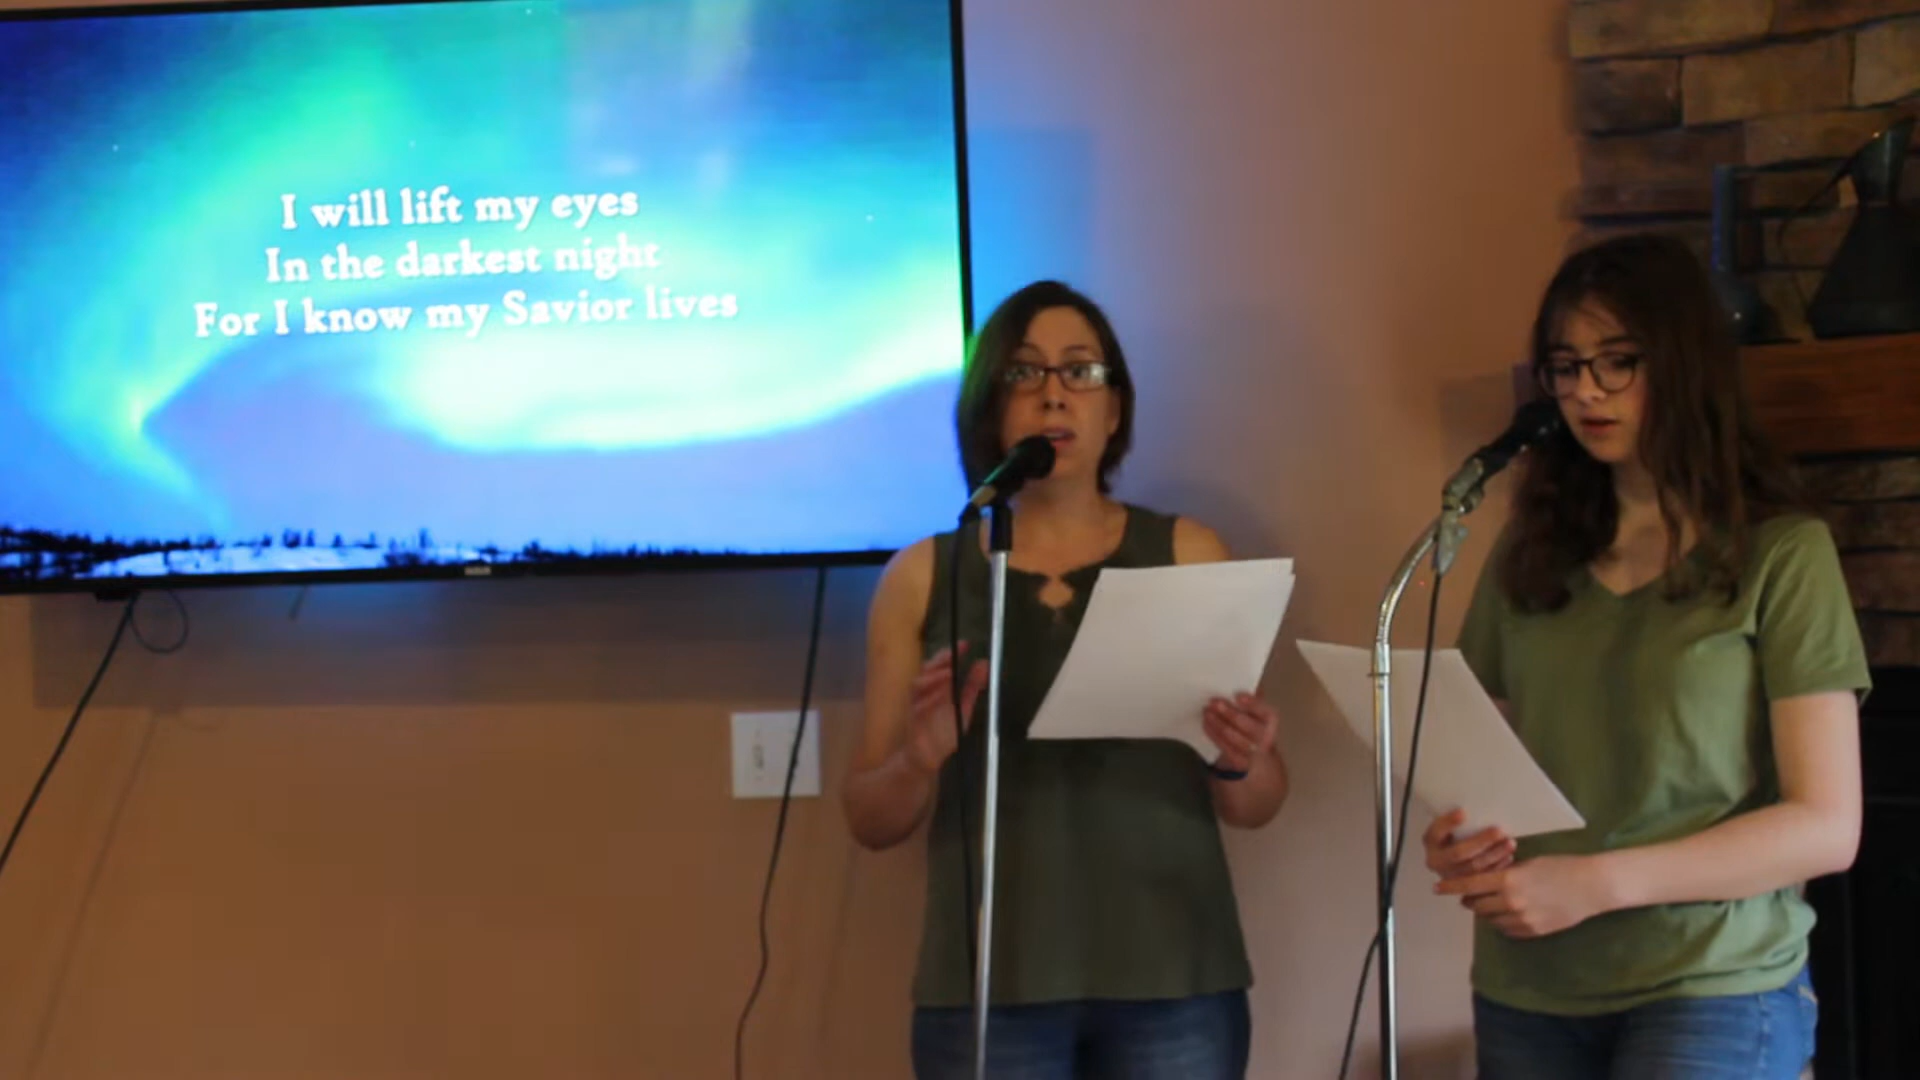 I will lift my eyes
In the darkest night
For I know my Savior lives